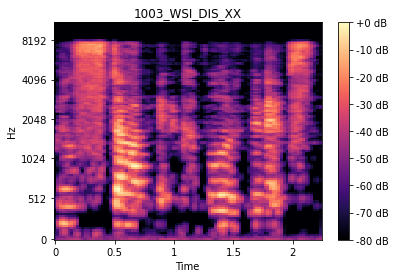 1003_WSI_DIS_XX
+0 dB
8192
-10 dB
4096
-20 dB
-30 dB
2048
Hz
-40 dB
1024
-50 dB
512
-60 dB
-70 dB
0
-80 dB
0 0.5 1 1.5 2
Time